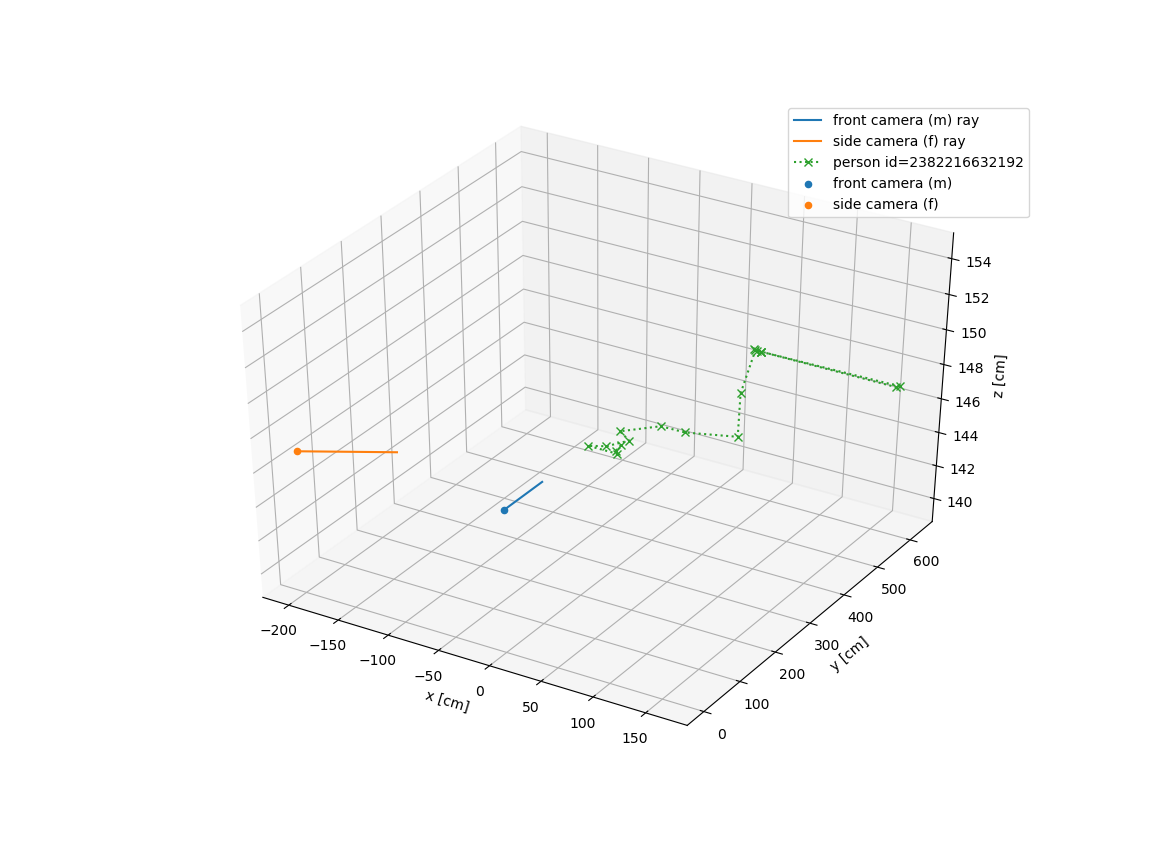 front camera (m) ray
side camera (f) ray
person id=2382216632192
front camera (m)
side camera (f)
154
152
150
148
146
144
142
140
z [cm]
−200
−150
−100
−50
0
50
100
150
x [cm]
0
100
200
300
400
500
600
y [cm]